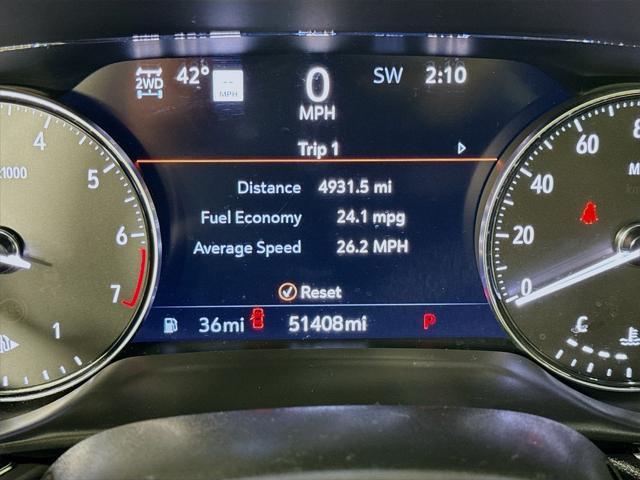 2WD 42° -- MPH 0 MPH SW 2:10
Trip 1
Distance 4931.5 mi
Fuel Economy 24.1 mpg
Average Speed 26.2 MPH
Reset
36mi 51408mi P
4 5 6 7 1
1000
0 20 40 60
C